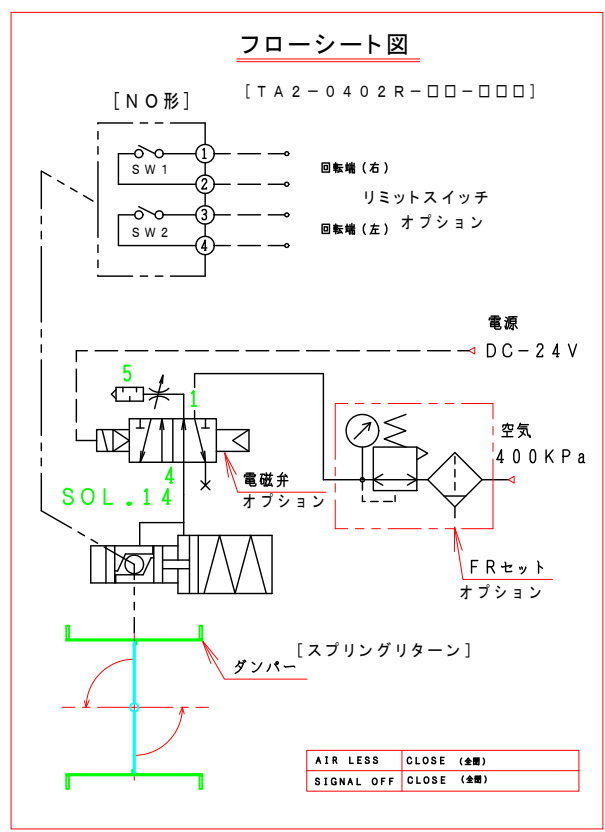 フローシート図
[TA2-0402R-□□-□□□]
[NO形]
1
SW1
2
回転端(右)
リミットスイッチ
オプション
3
SW2
4
回転端(左)
電源
DC-24V
5
1
空気
400KPa
4
SOL.14
電磁弁
オプション
FRセット
オプション
[スプリングリターン]
ダンパー
AIR LESS CLOSE (全閉)
SIGNAL OFF CLOSE (全閉)